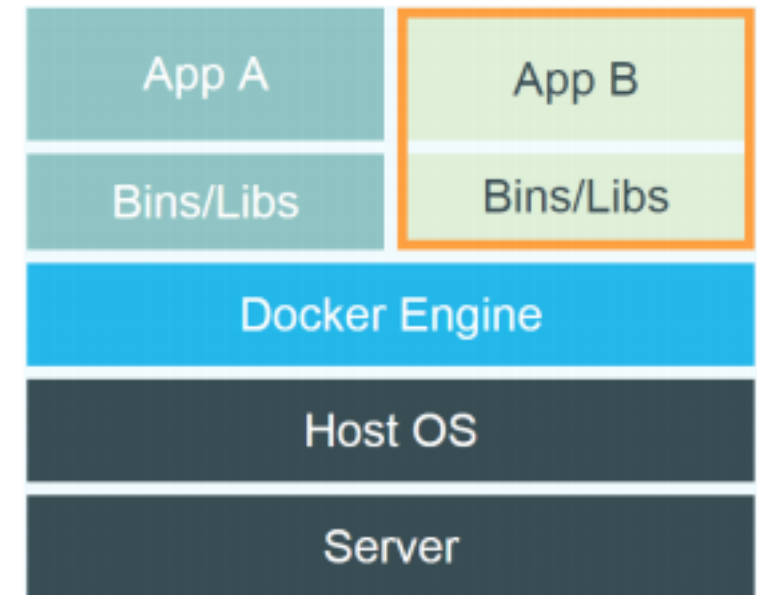 App A
App B
Bins/Libs
Bins/Libs
Docker Engine
Host OS
Server